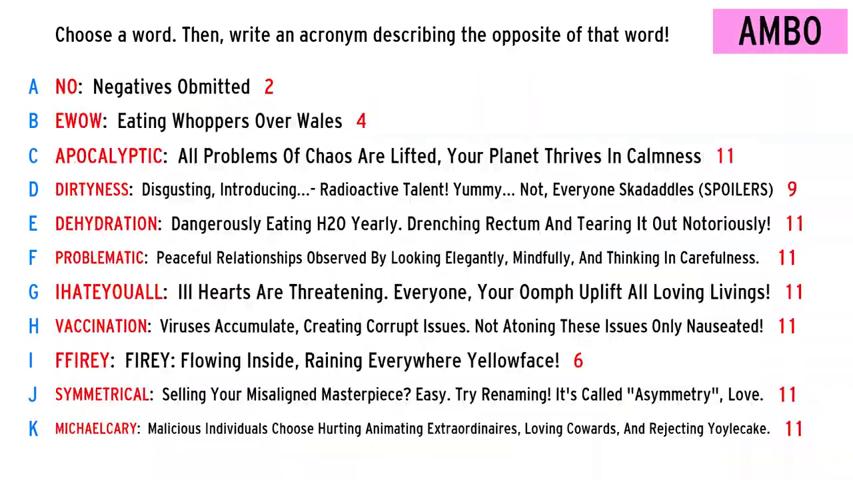 Choose a word. Then, write an acronym describing the opposite of that word!
AMBO
A NO: Negatives Obmitted 2
B EWOW: Eating Whoppers Over Wales 4
C APOCALYPTIC: All Problems Of Chaos Are Lifted, Your Planet Thrives In Calmness 11
D DIRTYNESS: Disgusting, Introducing...- Radioactive Talent! Yummy... Not, Everyone Skadaddles (SPOILERS) 9
E DEHYDRATION: Dangerously Eating H20 Yearly. Drenching Rectum And Tearing It Out Notoriously! 11
F PROBLEMATIC: Peaceful Relationships Observed By Looking Elegantly, Mindfully, And Thinking In Carefulness. 11
G IHATEYOUALL: Ill Hearts Are Threatening. Everyone, Your Oomph Uplift All Loving Livings! 11
H VACCINATION: Viruses Accumulate, Creating Corrupt Issues. Not Atoning These Issues Only Nauseated! 11
I FFIREY: FIREY: Flowing Inside, Raining Everywhere Yellowface! 6
J SYMMETRICAL: Selling Your Misaligned Masterpiece? Easy. Try Renaming! It's Called "Asymmetry", Love. 11
K MICHAELCARY: Malicious Individuals Choose Hurting Animating Extraordinaires, Loving Cowards, And Rejecting Yoylecake. 11